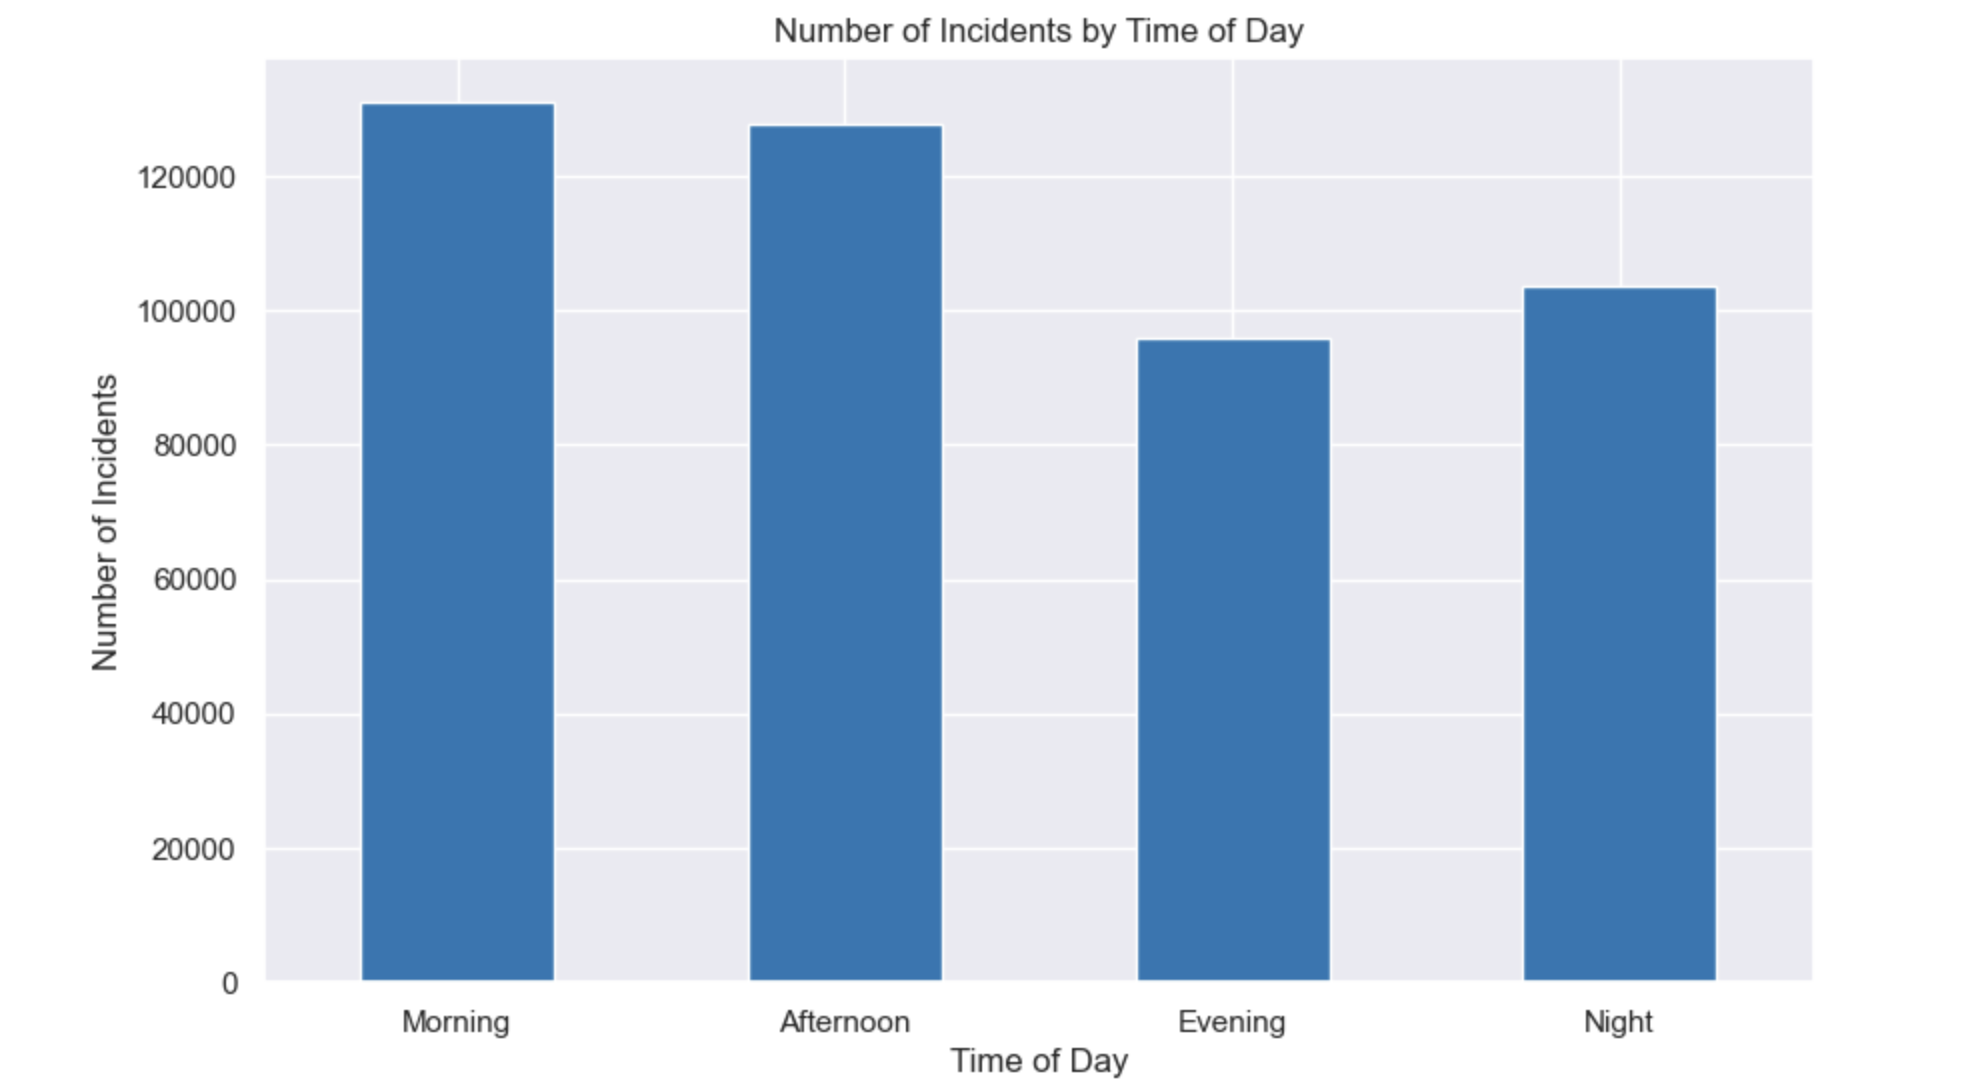 Number of Incidents by Time of Day
120000
100000
80000
60000
40000
20000
0
Number of Incidents
Morning Afternoon Evening Night
Time of Day